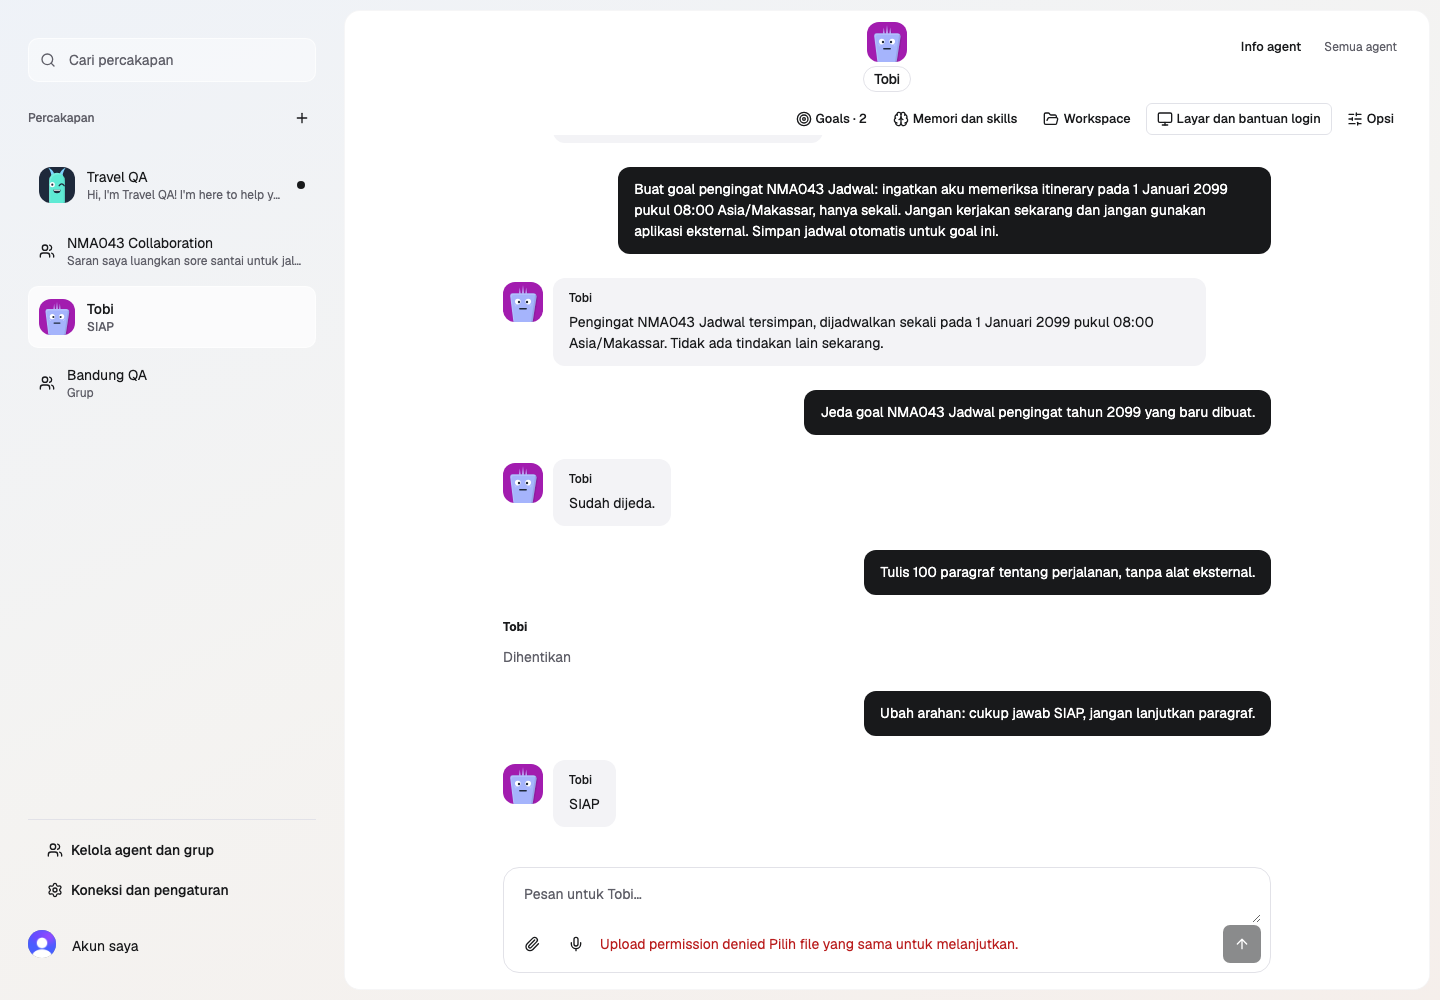 Cari percakapan
Percakapan
Travel QA
Hi, I'm Travel QA! I'm here to help y...
NMA043 Collaboration
Saran saya luangkan sore santai untuk jal...
Tobi
SIAP
Bandung QA
Grup
Kelola agent dan grup
Koneksi dan pengaturan
Akun saya
Tobi
Info agent
Semua agent
Goals · 2
Memori dan skills
Workspace
Layar dan bantuan login
Opsi
Buat goal pengingat NMA043 Jadwal: ingatkan aku memeriksa itinerary pada 1 Januari 2099
pukul 08:00 Asia/Makassar, hanya sekali. Jangan kerjakan sekarang dan jangan gunakan
aplikasi eksternal. Simpan jadwal otomatis untuk goal ini.
Tobi
Pengingat NMA043 Jadwal tersimpan, dijadwalkan sekali pada 1 Januari 2099 pukul 08:00
Asia/Makassar. Tidak ada tindakan lain sekarang.
Jeda goal NMA043 Jadwal pengingat tahun 2099 yang baru dibuat.
Tobi
Sudah dijeda.
Tulis 100 paragraf tentang perjalanan, tanpa alat eksternal.
Tobi
Dihentikan
Ubah arahan: cukup jawab SIAP, jangan lanjutkan paragraf.
Tobi
SIAP
Pesan untuk Tobi...
Upload permission denied Pilih file yang sama untuk melanjutkan.